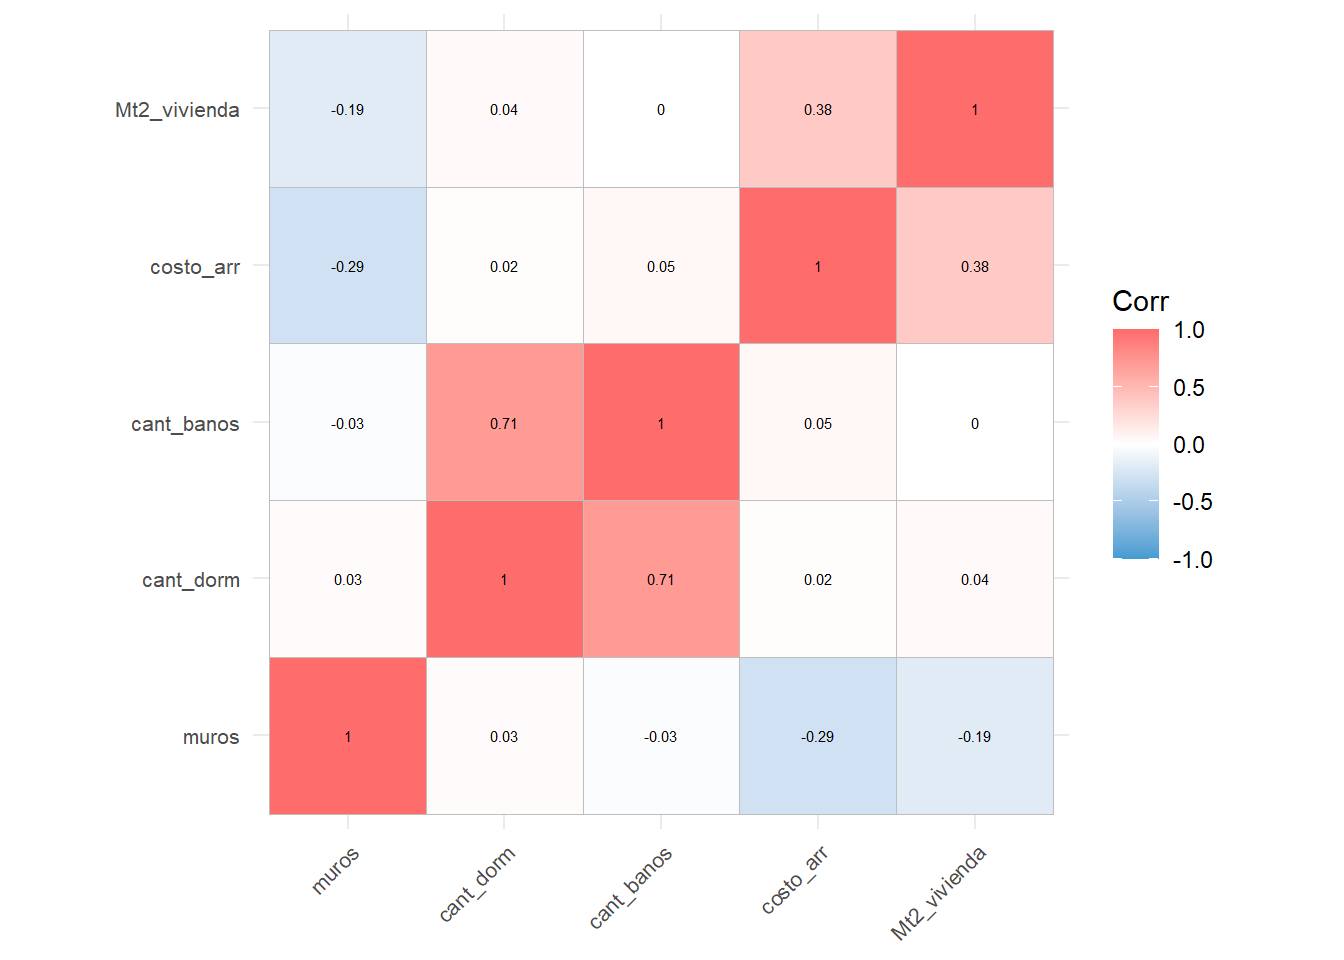 Mt2_vivienda -0.19 0.04 0 0.38 1
costo_arr -0.29 0.02 0.05 1 0.38
cant_banos -0.03 0.71 1 0.05 0
cant_dorm 0.03 1 0.71 0.02 0.04
muros 1 0.03 -0.03 -0.29 -0.19
muros cant_dorm cant_banos costo_arr Mt2_vivienda
Corr
1.0
0.5
0.0
-0.5
-1.0